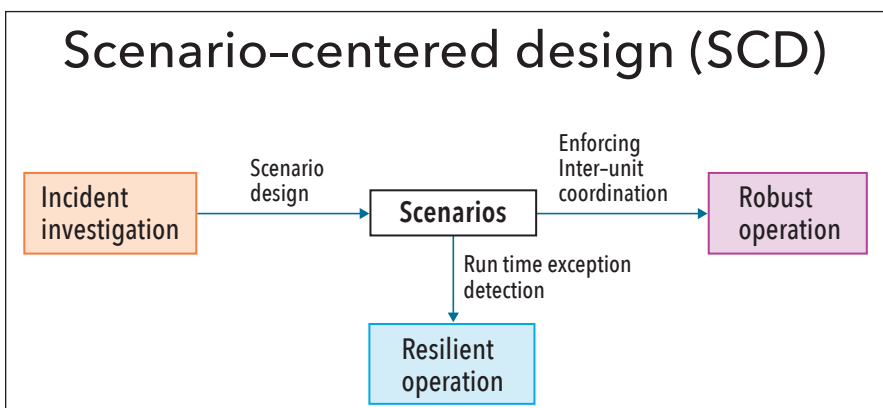 Scenario–centered design (SCD)
Incident
investigation
Scenario
design
Scenarios
Enforcing
Inter–unit
coordination
Robust
operation
Run time exception
detection
Resilient
operation